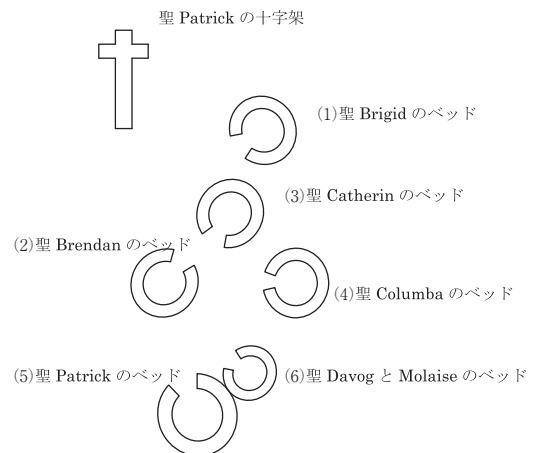 聖 Patrick の十字架
(1)聖 Brigid のベッド
(3)聖 Catherin のベッド
(2)聖 Brendan のベッド
(4)聖 Columba のベッド
(5)聖 Patrick のベッド
(6)聖 Davog と Molaise のベッド